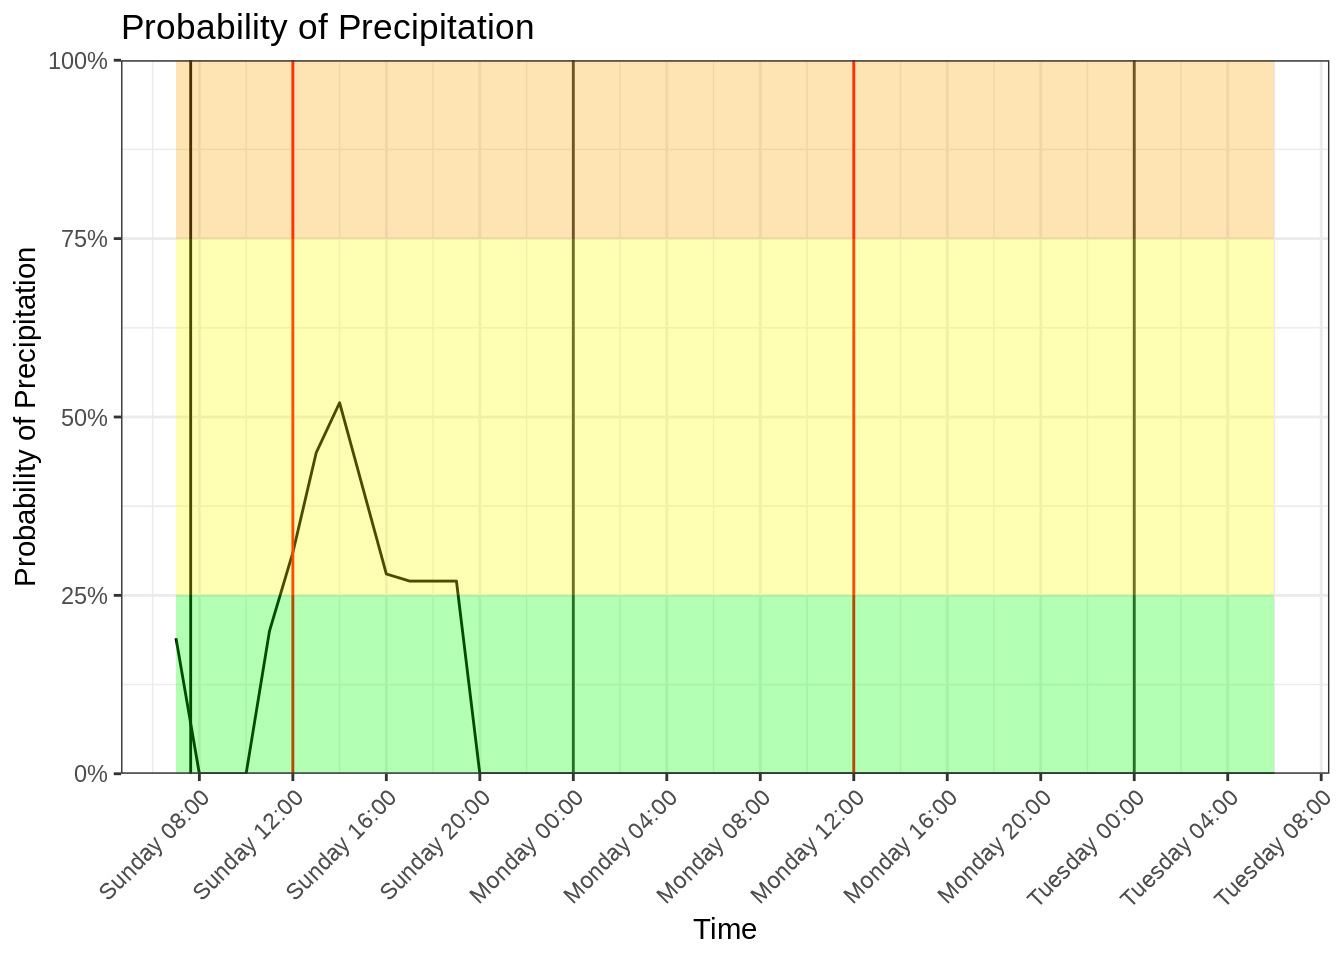 Probability of Precipitation
Probability of Precipitation
100%
75%
50%
25%
0%
Sunday 08:00
Sunday 12:00
Sunday 16:00
Sunday 20:00
Monday 00:00
Monday 04:00
Monday 08:00
Monday 12:00
Monday 16:00
Monday 20:00
Tuesday 00:00
Tuesday 04:00
Tuesday 08:00
Time